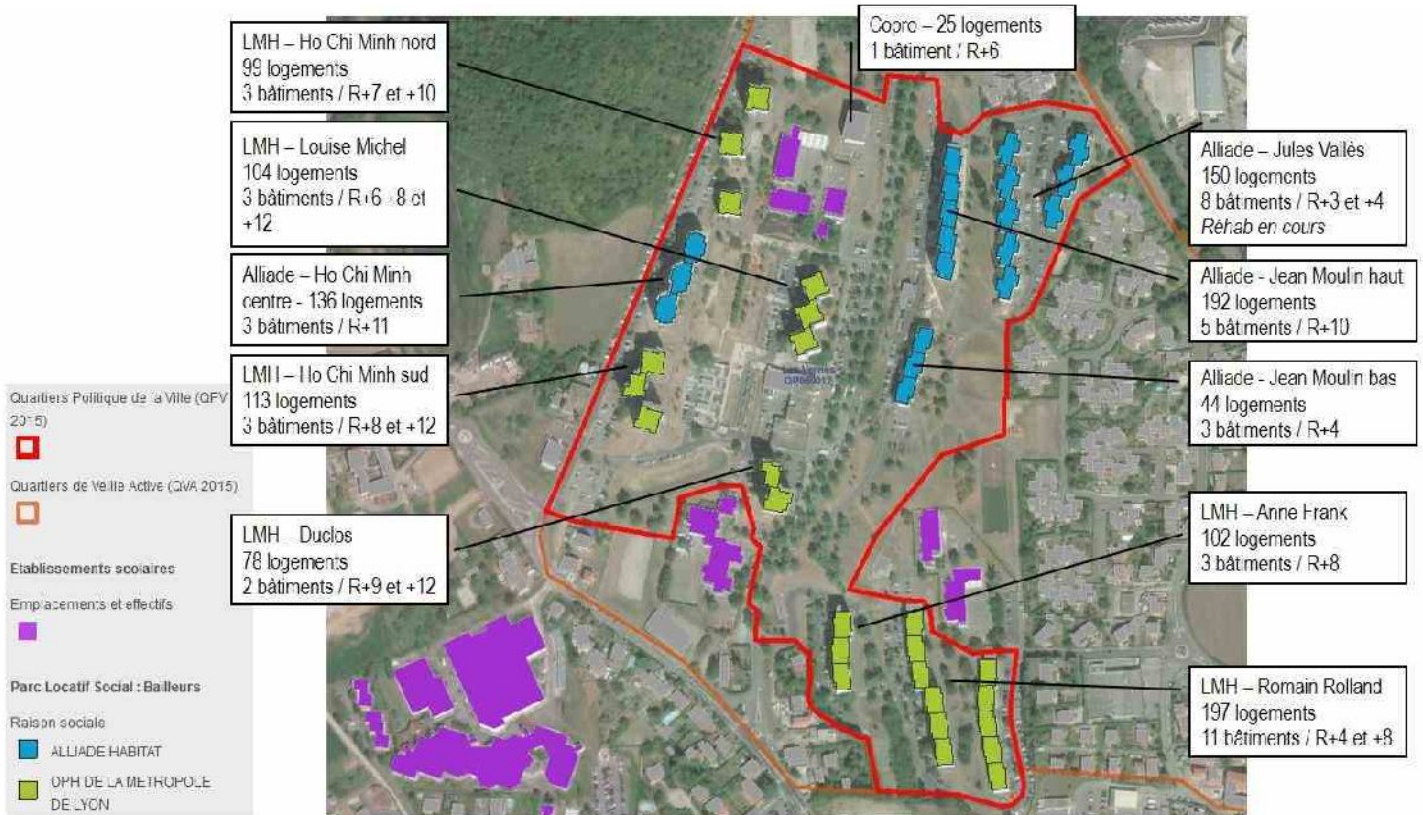 LMH – Ho Chi Minh nord
99 logements
3 bâtiments / R+7 et +10
LMH – Louise Michel
104 logements
3 bâtiments / R+6 +8 et
+12
Alliade – Ho Chi Minh
centre - 136 logements
3 bâtiments / R+11
LMH – Ho Chi Minh sud
113 logements
3 bâtiments / R+8 et +12
LMH – Duclos
78 logements
2 bâtiments / R+9 et +12
Copro – 25 logements
1 bâtiment / R+6
Alliade – Jules Vallès
150 logements
8 bâtiments / R+3 et +4
Réhab en cours
Alliade - Jean Moulin haut
192 logements
5 bâtiments / R+10
Alliade - Jean Moulin bas
44 logements
3 bâtiments / R+4
LMH – Anne Frank
102 logements
3 bâtiments / R+8
LMH – Romain Rolland
197 logements
11 bâtiments / R+4 et +8
Les Vernes
Quartiers Politique de la Ville (QPV
2015)
Quartiers de Veille Active (QVA 2015)
Etablissements scolaires
Emplacements et effectifs
Parc Locatif Social : Bailleurs
Raison sociale
ALLIADE HABITAT
OPH DE LA METROPOLE
DE LYON